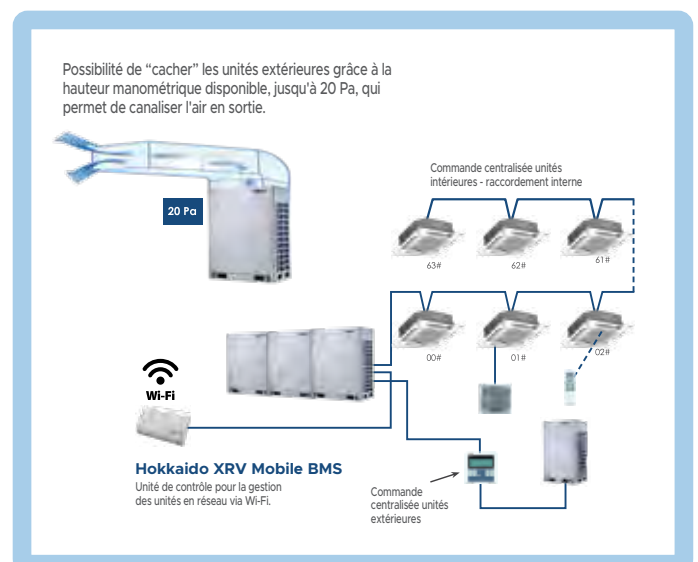 Possibilité de “cacher” les unités extérieures grâce à la
hauteur manométrique disponible, jusqu'à 20 Pa, qui
permet de canaliser l'air en sortie.
20 Pa
Commande centralisée unités
intérieures - raccordement interne
63#
62#
61#
00#
01#
02#
Wi-Fi
Hokkaido XRV Mobile BMS
Unité de contrôle pour la gestion
des unités en réseau via Wi-Fi.
Commande
centralisée unités
extérieures